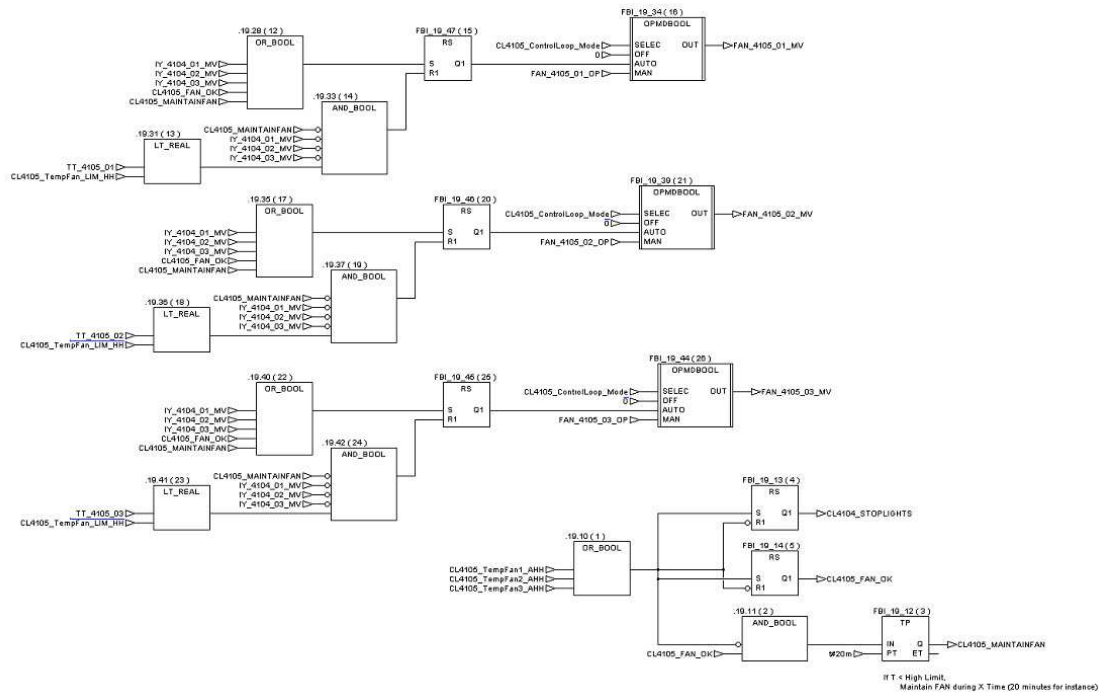 FBI_19_34 (16)
OPMDBOOL
CL4105_ControlLoop_Mode
SELEC
OUT
FAN_4105_01_MV
0
OFF
AUTO
FAN_4105_01_OP
MAN
.19.28 (12)
OR_BOOL
IY_4104_01_MV
IY_4104_02_MV
IY_4104_03_MV
CL4105_FAN_OK
CL4105_MAINTAINFAN
FBI_19_47 (15)
RS
S
Q1
R1
.19.33 (14)
AND_BOOL
CL4105_MAINTAINFAN
IY_4104_01_MV
IY_4104_02_MV
IY_4104_03_MV
.19.31 (13)
LT_REAL
TT_4105_01
CL4105_TempFan_LIM_HH
FBI_19_39 (21)
OPMDBOOL
CL4105_ControlLoop_Mode
SELEC
OUT
FAN_4105_02_MV
0
OFF
AUTO
FAN_4105_02_OP
MAN
.19.35 (17)
OR_BOOL
IY_4104_01_MV
IY_4104_02_MV
IY_4104_03_MV
CL4105_FAN_OK
CL4105_MAINTAINFAN
FBI_19_46 (20)
RS
S
Q1
R1
.19.37 (19)
AND_BOOL
CL4105_MAINTAINFAN
IY_4104_01_MV
IY_4104_02_MV
IY_4104_03_MV
.19.36 (18)
LT_REAL
TT_4105_02
CL4105_TempFan_LIM_HH
FBI_19_44 (26)
OPMDBOOL
CL4105_ControlLoop_Mode
SELEC
OUT
FAN_4105_03_MV
0
OFF
AUTO
FAN_4105_03_OP
MAN
.19.40 (22)
OR_BOOL
IY_4104_01_MV
IY_4104_02_MV
IY_4104_03_MV
CL4105_FAN_OK
CL4105_MAINTAINFAN
FBI_19_45 (25)
RS
S
Q1
R1
.19.42 (24)
AND_BOOL
CL4105_MAINTAINFAN
IY_4104_01_MV
IY_4104_02_MV
IY_4104_03_MV
.19.41 (23)
LT_REAL
TT_4105_03
CL4105_TempFan_LIM_HH
FBI_19_13 (4)
RS
S
Q1
R1
CL4104_STOPLIGHTS
.19.10 (1)
OR_BOOL
CL4105_TempFan1_AHH
CL4105_TempFan2_AHH
CL4105_TempFan3_AHH
FBI_19_14 (5)
RS
S
Q1
R1
CL4105_FAN_OK
.19.11 (2)
AND_BOOL
CL4105_FAN_OK
FBI_19_12 (3)
TP
IN
Q
CL4105_MAINTAINFAN
t#20m
PT
ET
If T < High Limit,
Maintain FAN during X Time (20 minutes for instance)